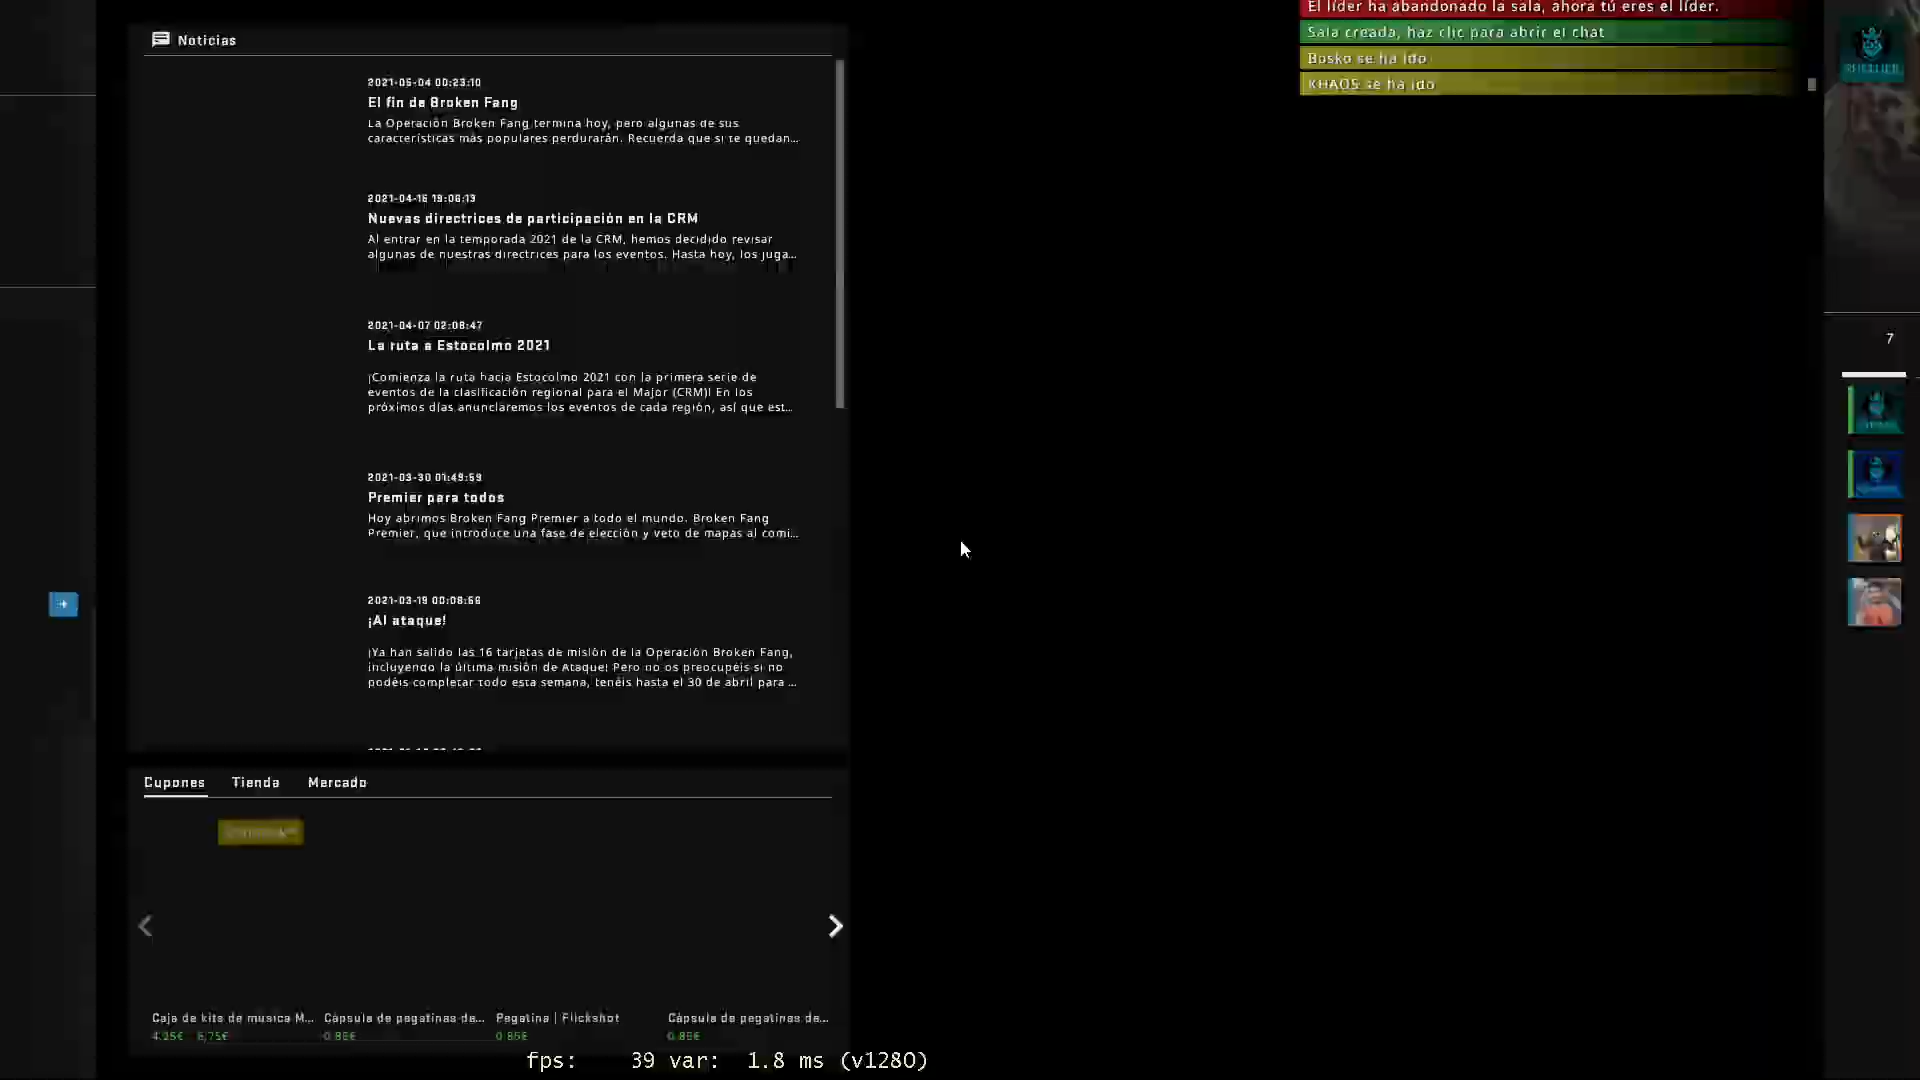 Noticias
2021-05-04 00:23:10
El fin de Broken Fang
La Operación Broken Fang termina hoy, pero algunas de sus
características más populares perdurarán. Recuerda que si te quedan...
2021-04-16 19:06:13
Nuevas directrices de participación en la CRM
Al entrar en la temporada 2021 de la CRM, hemos decidido revisar
algunas de nuestras directrices para los eventos. Hasta hoy, los juga...
2021-04-07 02:08:47
La ruta a Estocolmo 2021
¡Comienza la ruta hacia Estocolmo 2021 con la primera serie de
eventos de la clasificación regional para el Major (CRM)! En los
próximos días anunciaremos los eventos de cada región, así que est...
2021-03-30 01:49:59
Premier para todos
Hoy abrimos Broken Fang Premier a todo el mundo. Broken Fang
Premier, que introduce una fase de elección y veto de mapas al comi...
2021-03-19 00:08:56
¡Al ataque!
¡Ya han salido las 16 tarjetas de misión de la Operación Broken Fang,
incluyendo la última misión de Ataque! Pero no os preocupéis si no
podéis completar todo esta semana, tenéis hasta el 30 de abril para ...
Cupones Tienda Mercado
Caja de kits de música M... Cápsula de pegatinas de... Pegatina | Flickshot Cápsula de pegatinas de...
fps: 39 var: 1.8 ms (v1280)
El líder ha abandonado la sala, ahora tú eres el líder.
Sala creada, haz clic para abrir el chat
Bosko se ha ido
KHAOS se ha ido
7